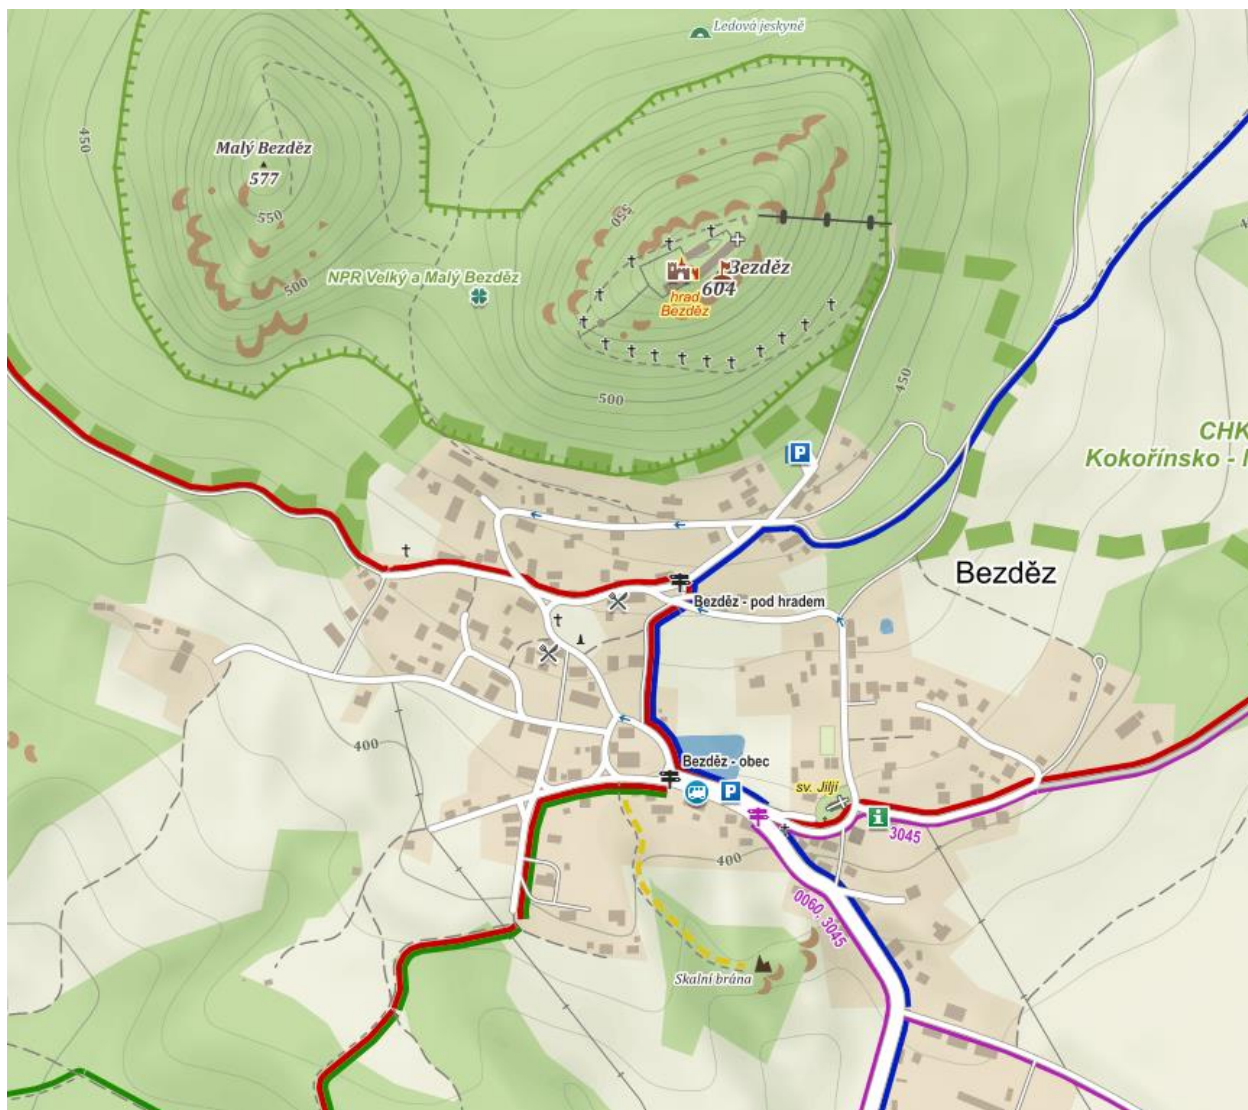 Ledová jeskyně
450
Malý Bezděz
577
550
550
Bezděz
604
NPR Velký a Malý Bezděz
hrad
Bezděz
500
500
450
P
CHK
Kokořínsko - 
Bezděz
Bezděz - pod hradem
400
Bezděz - obec
P
sv. Jiljí
i
3045
400
0060, 3045
Skalní brána